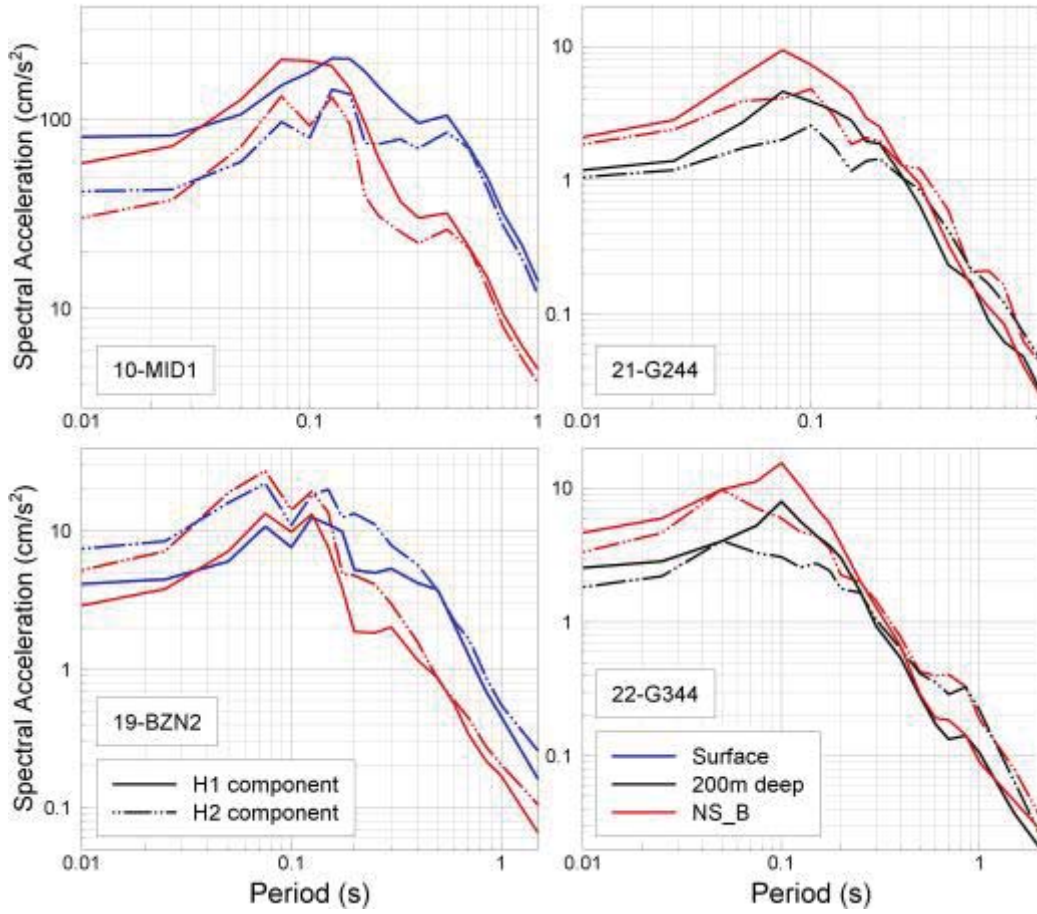 Spectral Acceleration (cm/s²)
100
10
10-MID1
0.01
0.1
1
10
1
0.1
21-G244
0.01
0.1
1
Spectral Acceleration (cm/s²)
10
1
0.1
19-BZN2
H1 component
H2 component
0.01
0.1
1
Period (s)
10
1
0.1
22-G344
Surface
200m deep
NS_B
0.01
0.1
1
Period (s)